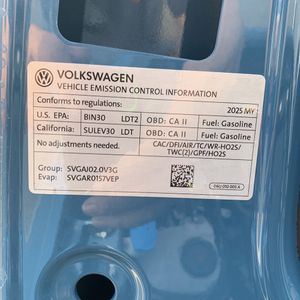 VOLKSWAGEN
VEHICLE EMISSION CONTROL INFORMATION
Conforms to regulations: 2025 MY
U.S. EPA: BIN30 LDT2 OBD: CA II Fuel: Gasoline
California: SULEV30 LDT OBD: CA II Fuel: Gasoline
No adjustments needed. CAC/DFI/AIR/TC/WR-HO2S/
TWC(2)/GPF/HO2S
Group: SVGAJ02.0V3G
Evap: SVGAR0157VEP